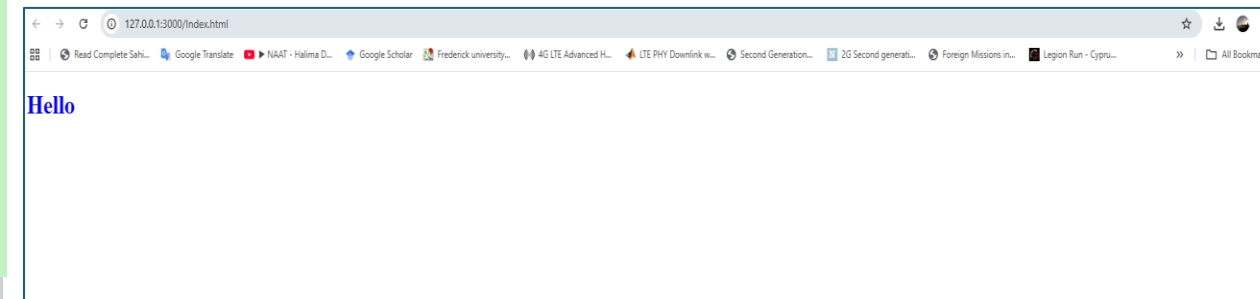 127.0.0.1:3000/Index.html
Read Complete Sahi... Google Translate NAAT - Halima D... Google Scholar Frederick university... 4G LTE Advanced H... LTE PHY Downlink w... Second Generation... 2G Second generati... Foreign Missions in... Legion Run - Cypru... » All Bookma
Hello